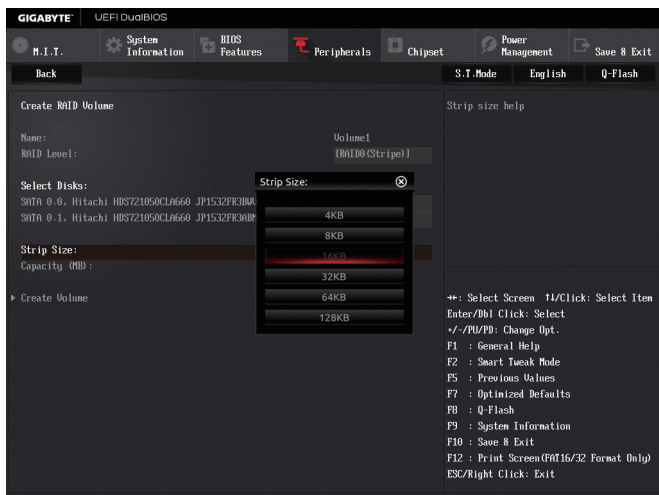 GIGABYTE™ UEFI DualBIOS
M.I.T.
System Information
BIOS Features
Peripherals
Chipset
Power Management
Save & Exit
Back
S.T.Mode English Q-Flash
Create RAID Volume
Name: Volume1
RAID Level: [RAID0(Stripe)]
Select Disks:
SATA 0.0, Hitachi HDS721050CLA660
SATA 0.1, Hitachi HDS721050CLA660
Strip Size:
Capacity (MB):
▶ Create Volume
Strip Size:
4KB
8KB
16KB
32KB
64KB
128KB
Strip size help
→←: Select Screen ↑↓/Click: Select Item
Enter/Dbl Click: Select
+/-/PU/PD: Change Opt.
F1 : General Help
F2 : Smart Tweak Mode
F5 : Previous Values
F7 : Optimized Defaults
F8 : Q-Flash
F9 : System Information
F10 : Save & Exit
F12 : Print Screen(FAT16/32 Format Only)
ESC/Right Click: Exit